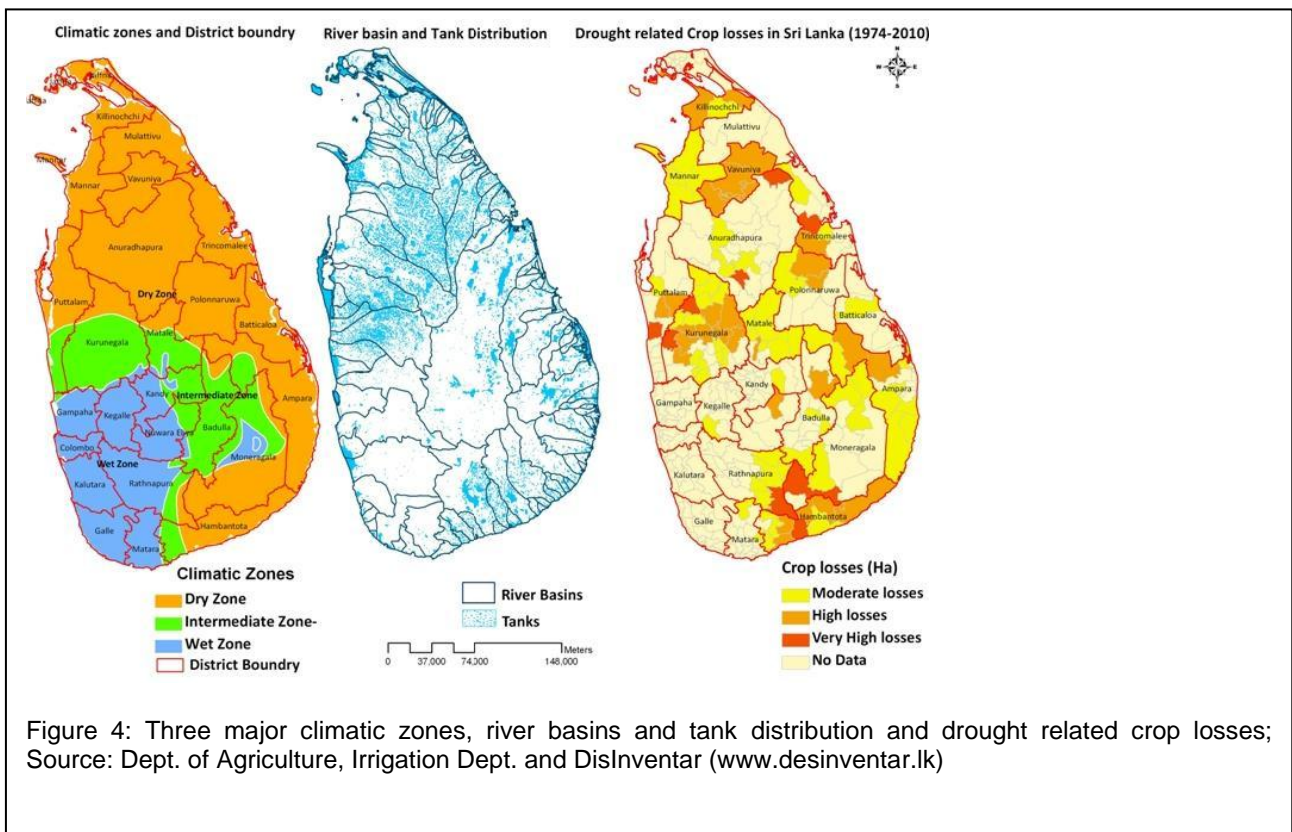 Climatic zones and District boundry
River basin and Tank Distribution
Drought related Crop losses in Sri Lanka (1974-2010)
N
W
E
S
Killinochchi
Mulattivu
Mannar
Vavuniya
Mannar
Anuradhapura
Trincomalee
Puttalam
Dry Zone
Polonnaruwa
Batticaloa
Matale
Kurunegala
Intermediate Zone
Kandy
Ampara
Gampaha
Kegalle
Badulla
Nuwara Eliya
Colombo
Moneragala
Wet Zone
Kalutara
Rathnapura
Hambantota
Galle
Matara
Climatic Zones
Dry Zone
Intermediate Zone-
Wet Zone
District Boundry
River Basins
Tanks
Meters
0 37,000 74,000 148,000
Killinochchi
Mulattivu
Mannar
Vavuniya
Anuradhapura
Trincomalee
Puttalam
Polonnaruwa
Batticaloa
Matale
Kurunegala
Kandy
Ampara
Gampaha
Kegalle
Badulla
Moneragala
Kalutara
Rathnapura
Hambantota
Galle
Matara
Crop losses (Ha)
Moderate losses
High losses
Very High losses
No Data
Figure 4: Three major climatic zones, river basins and tank distribution and drought related crop losses;
Source: Dept. of Agriculture, Irrigation Dept. and DisInventar (www.desinventar.lk)